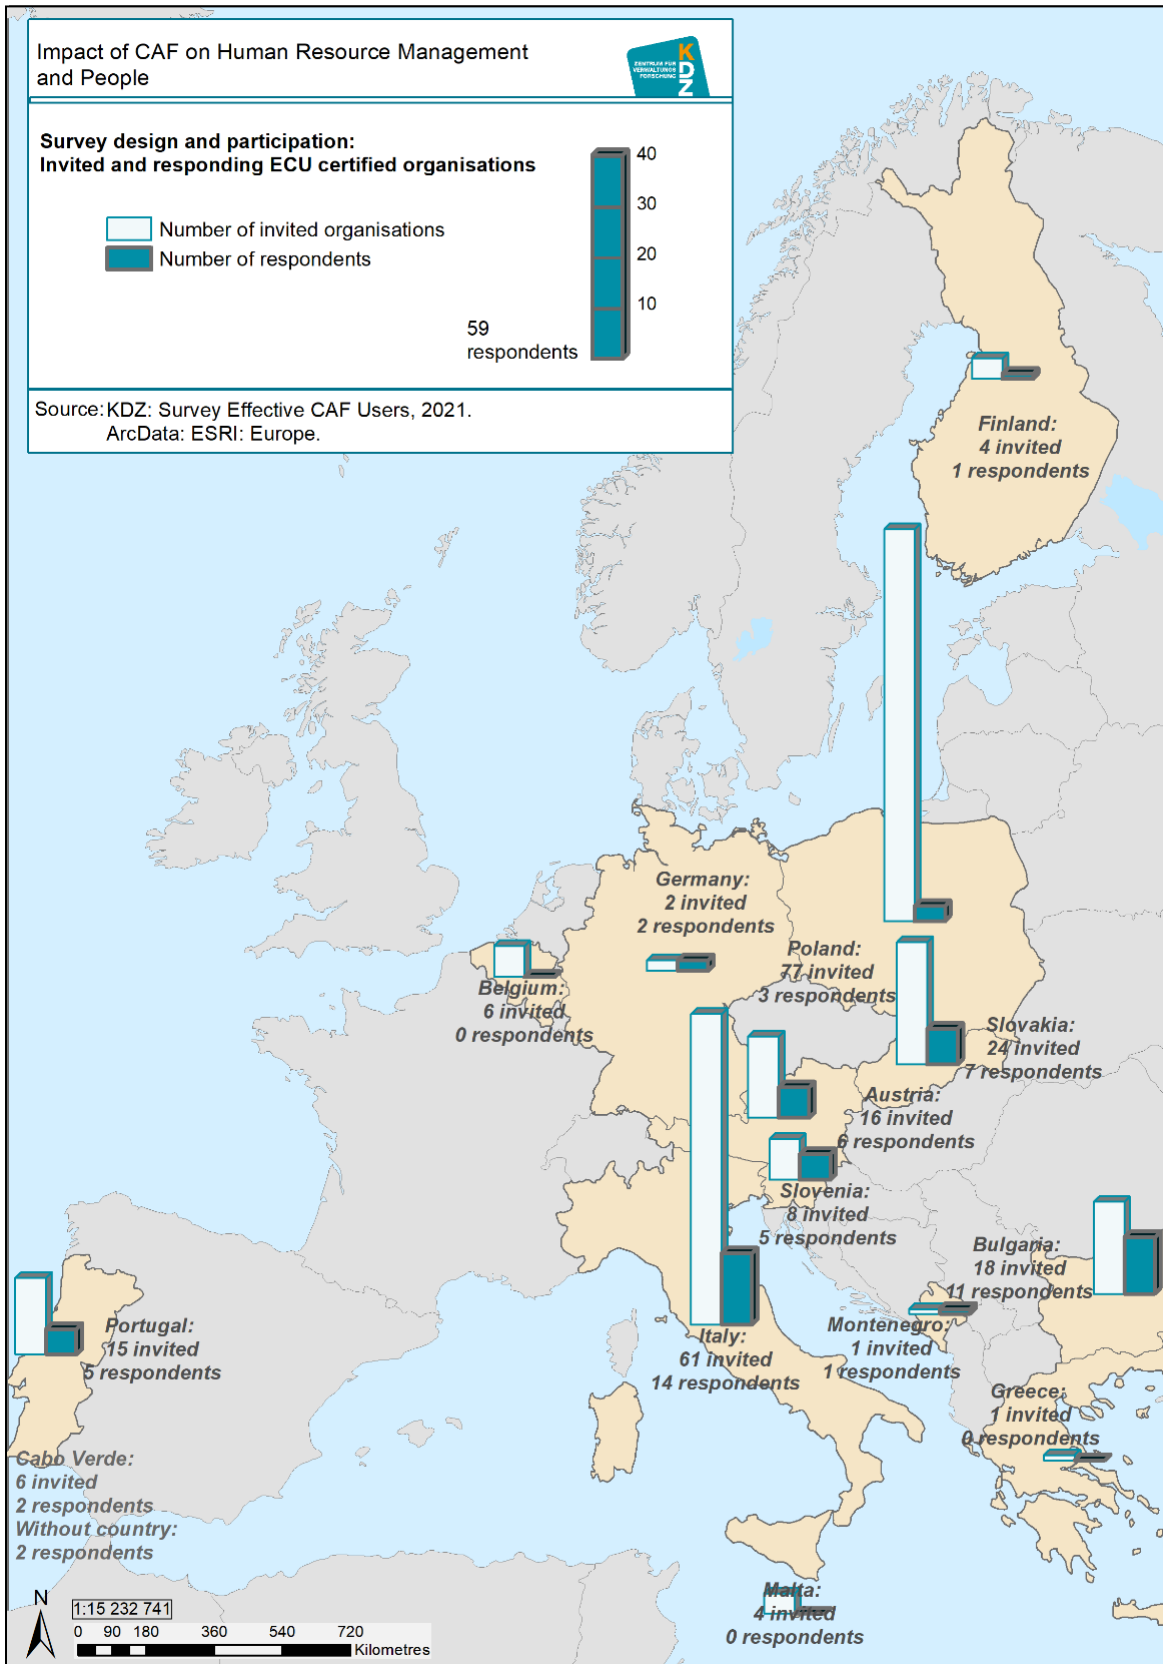 Impact of CAF on Human Resource Management
and People
ZENTRUM FÜR
VERWALTUNGS
FORSCHUNG
KDZ
Survey design and participation:
Invited and responding ECU certified organisations
Number of invited organisations
Number of respondents
40
30
20
10
59
respondents
Source: KDZ: Survey Effective CAF Users, 2021.
ArcData: ESRI: Europe.
Finland:
4 invited
1 respondents
Germany:
2 invited
2 respondents
Poland:
77 invited
3 respondents
Belgium:
6 invited
0 respondents
Slovakia:
24 invited
7 respondents
Austria:
16 invited
6 respondents
Slovenia:
8 invited
5 respondents
Bulgaria:
18 invited
11 respondents
Portugal:
15 invited
5 respondents
Italy:
61 invited
14 respondents
Montenegro:
1 invited
1 respondents
Greece:
1 invited
0 respondents
Cabo Verde:
6 invited
2 respondents
Without country:
2 respondents
Malta:
4 invited
0 respondents
N
1:15 232 741
0 90 180 360 540 720
Kilometres